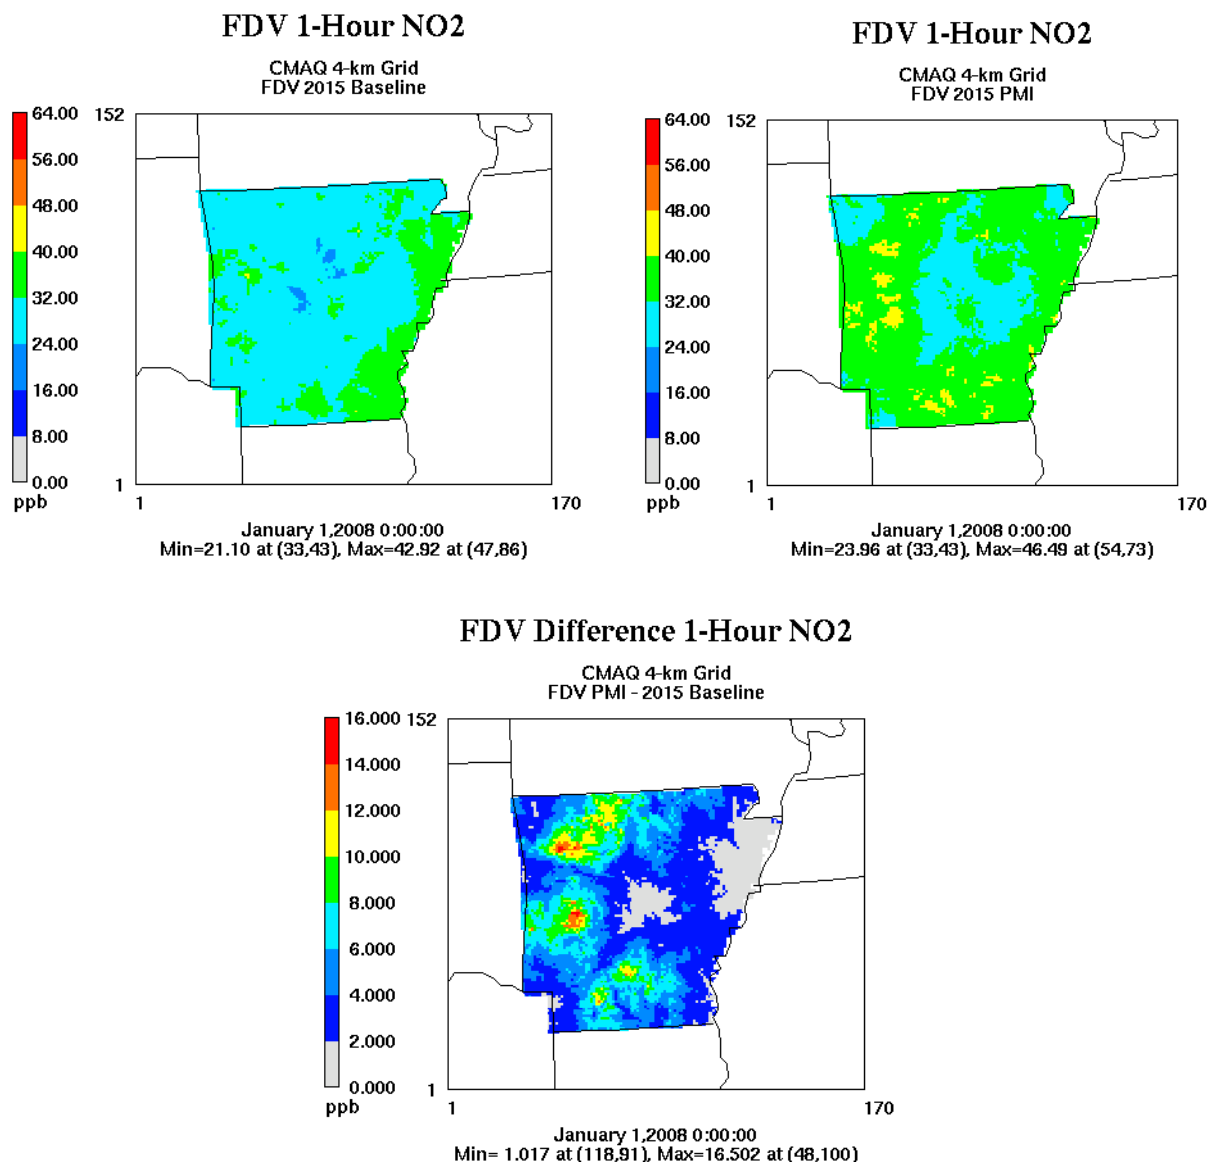 FDV 1-Hour NO2
CMAQ 4-km Grid
FDV 2015 Baseline
64.00
56.00
48.00
40.00
32.00
24.00
16.00
8.00
0.00
ppb
152
1
1
170
January 1,2008 0:00:00
Min=21.10 at (33,43), Max=42.92 at (47,86)
FDV 1-Hour NO2
CMAQ 4-km Grid
FDV 2015 PMI
64.00
56.00
48.00
40.00
32.00
24.00
16.00
8.00
0.00
ppb
152
1
1
170
January 1,2008 0:00:00
Min=23.96 at (33,43), Max=46.49 at (54,73)
FDV Difference 1-Hour NO2
CMAQ 4-km Grid
FDV PMI - 2015 Baseline
16.000
14.000
12.000
10.000
8.000
6.000
4.000
2.000
0.000
ppb
152
1
1
170
January 1,2008 0:00:00
Min= 1.017 at (118,91), Max=16.502 at (48,100)